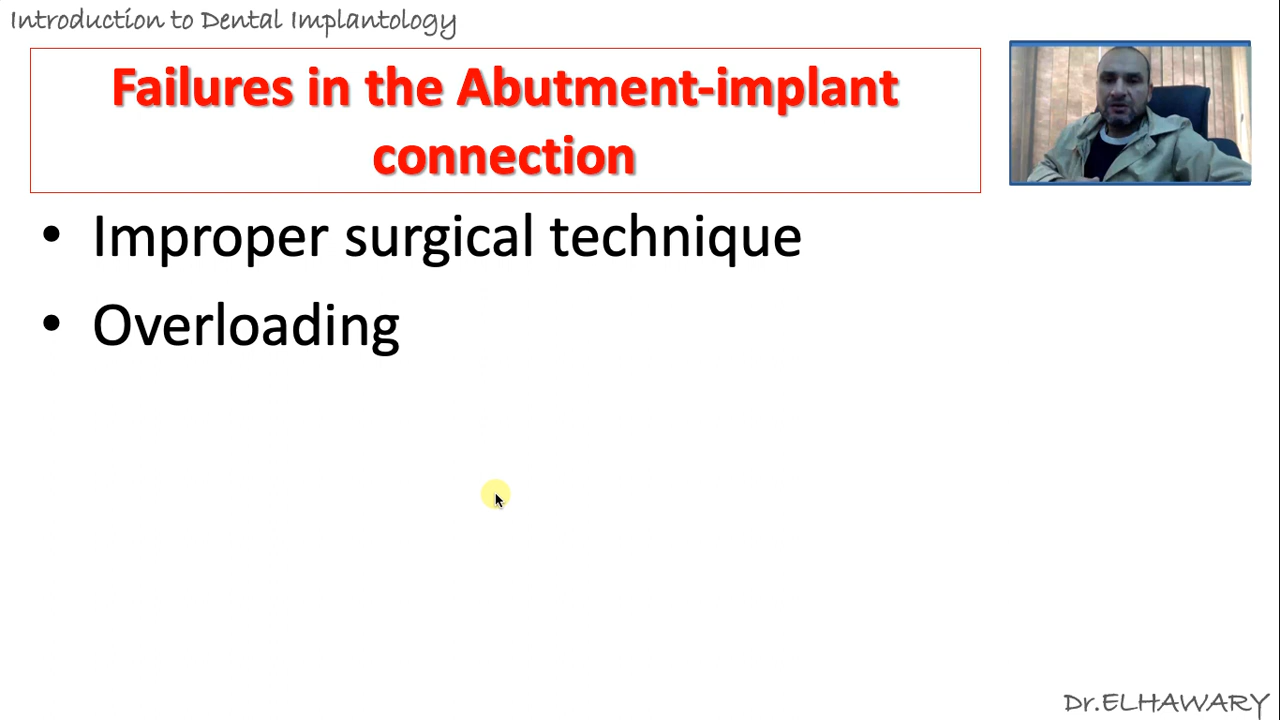 Introduction to Dental Implantology
Failures in the Abutment-implant
connection
• Improper surgical technique
• Overloading
Dr.ELHAWARY